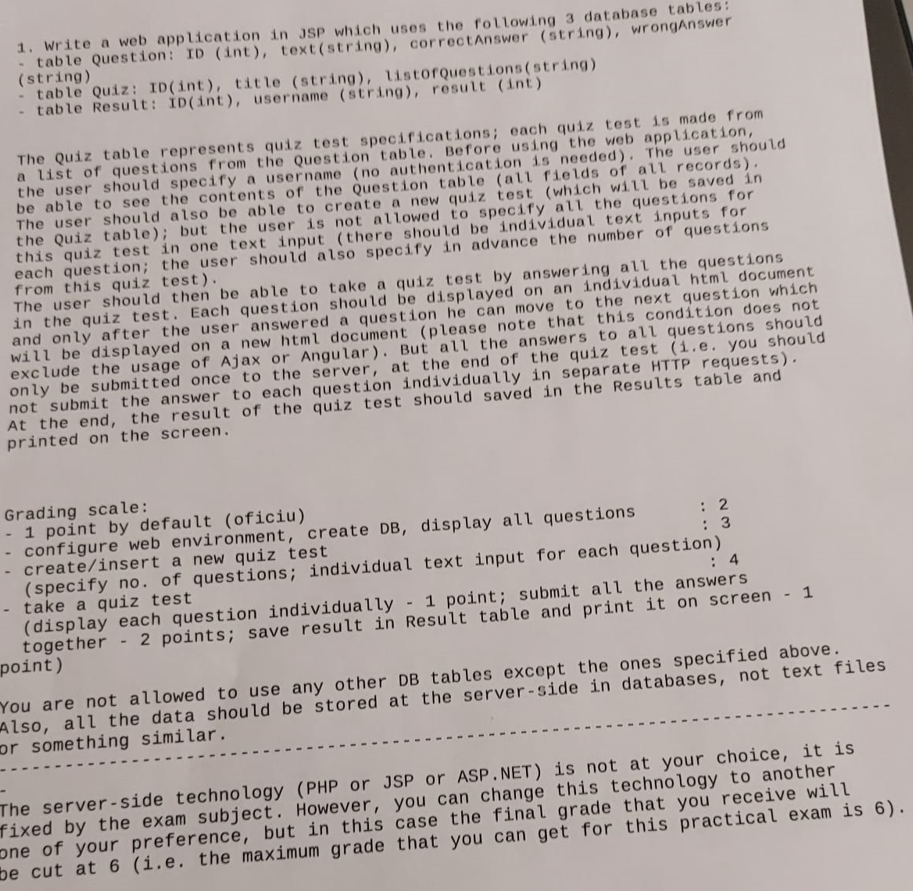 1. Write a web application in JSP which uses the following 3 database tables:
- table Question: ID (int), text(string), correctAnswer (string), wrongAnswer
(string)
- table Quiz: ID(int), title (string), listOfQuestions(string)
- table Result: ID(int), username (string), result (int)
The Quiz table represents quiz test specifications; each quiz test is made from
a list of questions from the Question table. Before using the web application,
the user should specify a username (no authentication is needed). The user should
be able to see the contents of the Question table (all fields of all records).
The user should also be able to create a new quiz test (which will be saved in
the Quiz table); but the user is not allowed to specify all the questions for
this quiz test in one text input (there should be individual text inputs for
each question; the user should also specify in advance the number of questions
from this quiz test).
The user should then be able to take a quiz test by answering all the questions
in the quiz test. Each question should be displayed on an individual html document
and only after the user answered a question he can move to the next question which
will be displayed on a new html document (please note that this condition does not
exclude the usage of Ajax or Angular). But all the answers to all questions should
only be submitted once to the server, at the end of the quiz test (i.e. you should
not submit the answer to each question individually in separate HTTP requests).
At the end, the result of the quiz test should saved in the Results table and
printed on the screen.
Grading scale:
- 1 point by default (oficiu)
- configure web environment, create DB, display all questions : 2
- create/insert a new quiz test : 3
(specify no. of questions; individual text input for each question)
- take a quiz test : 4
(display each question individually - 1 point; submit all the answers
together - 2 points; save result in Result table and print it on screen - 1
point)
You are not allowed to use any other DB tables except the ones specified above.
Also, all the data should be stored at the server-side in databases, not text files
or something similar.
--------------------------------------------------------------------------------
-
The server-side technology (PHP or JSP or ASP.NET) is not at your choice, it is
fixed by the exam subject. However, you can change this technology to another
one of your preference, but in this case the final grade that you receive will
be cut at 6 (i.e. the maximum grade that you can get for this practical exam is 6).